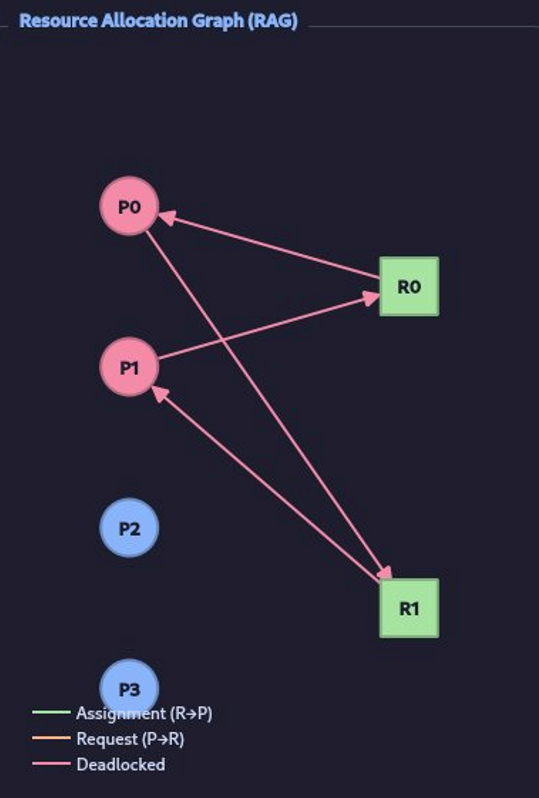 Resource Allocation Graph (RAG)
P0
R0
P1
P2
R1
P3
Assignment (R→P)
Request (P→R)
Deadlocked